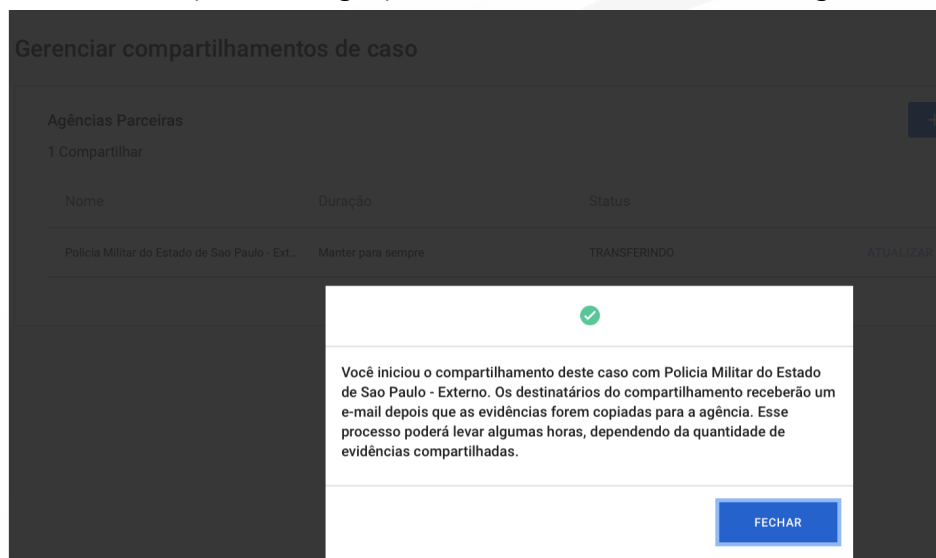 Gerenciar compartilhamentos de caso
Agências Parceiras
1 Compartilhar
Nome Duração Status
Policia Militar do Estado de Sao Paulo - Ext... Manter para sempre TRANSFERINDO ATUALIZAR
Você iniciou o compartilhamento deste caso com Policia Militar do Estado
de Sao Paulo - Externo. Os destinatários do compartilhamento receberão um
e-mail depois que as evidências forem copiadas para a agência. Esse
processo poderá levar algumas horas, dependendo da quantidade de
evidências compartilhadas.
FECHAR